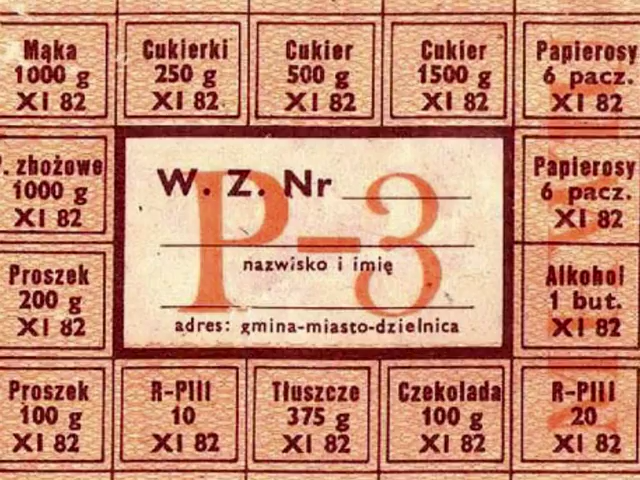 Mąka
1000 g
XI 82
Cukierki
250 g
XI 82
Cukier
500 g
XI 82
Cukier
1500 g
XI 82
Papierosy
6 pacz.
XI 82
P. zbożowe
1000 g
XI 82
W. Z. Nr
P-3
nazwisko i imię
adres: gmina-miasto-dzielnica
Papierosy
6 pacz.
XI 82
Proszek
200 g
XI 82
Alkohol
1 but.
XI 82
Proszek
100 g
XI 82
R-PIII
10
XI 82
Tłuszcze
375 g
XI 82
Czekolada
100 g
XI 82
R-PIII
20
XI 82